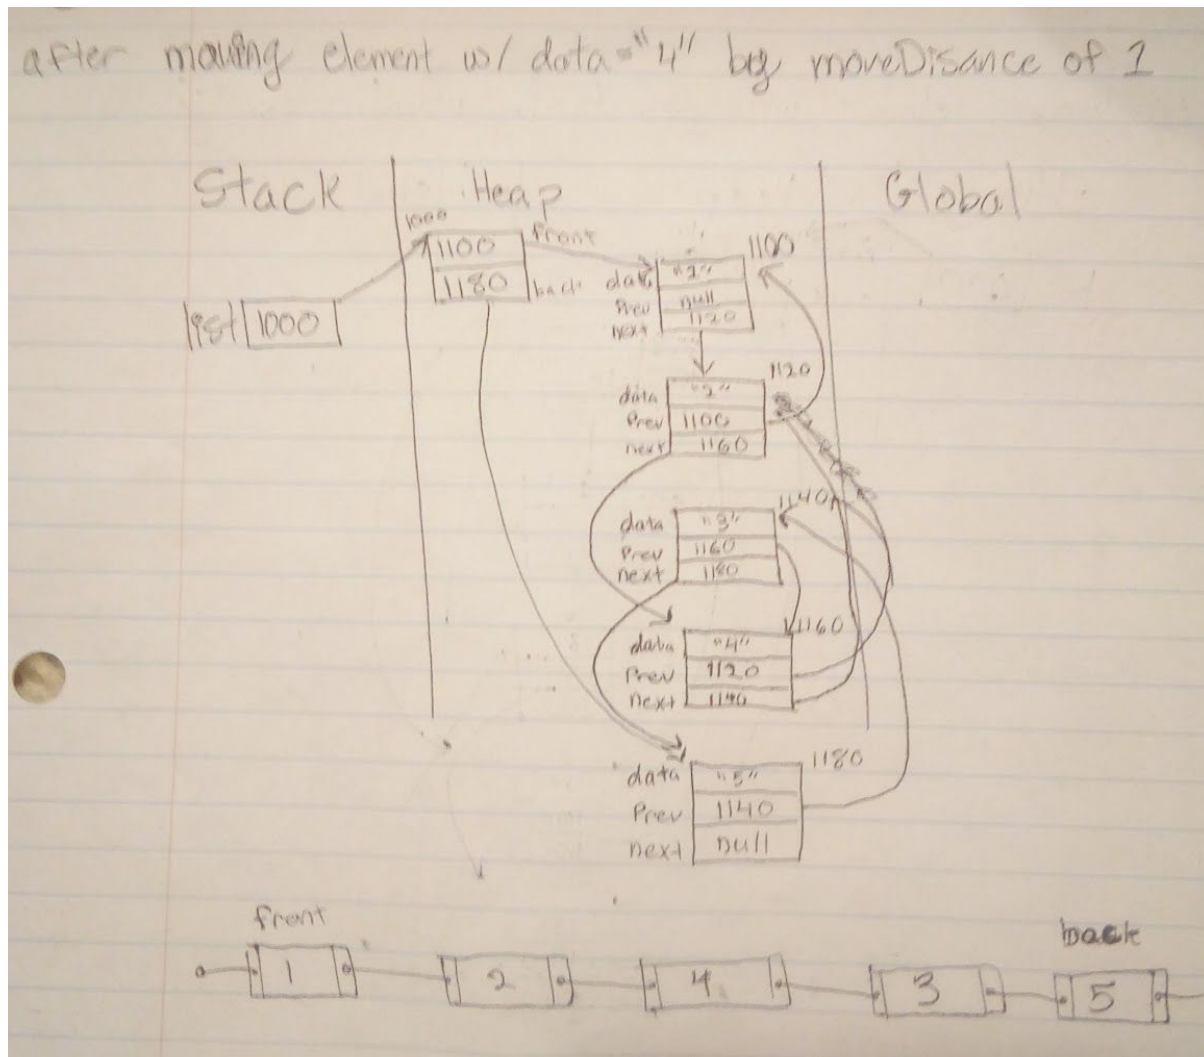 after moving element w/ data="4" by moveDisance of 1
Stack Heap Global
1000
1100 front
1180 back
list 1000
1100
data "1"
Prev null
next 1120
1120
data "2"
Prev 1100
next 1160
1140
data "3"
Prev 1160
next 1180
1160
data "4"
Prev 1120
next 1140
1180
data "5"
Prev 1140
next null
front back
1 2 4 3 5